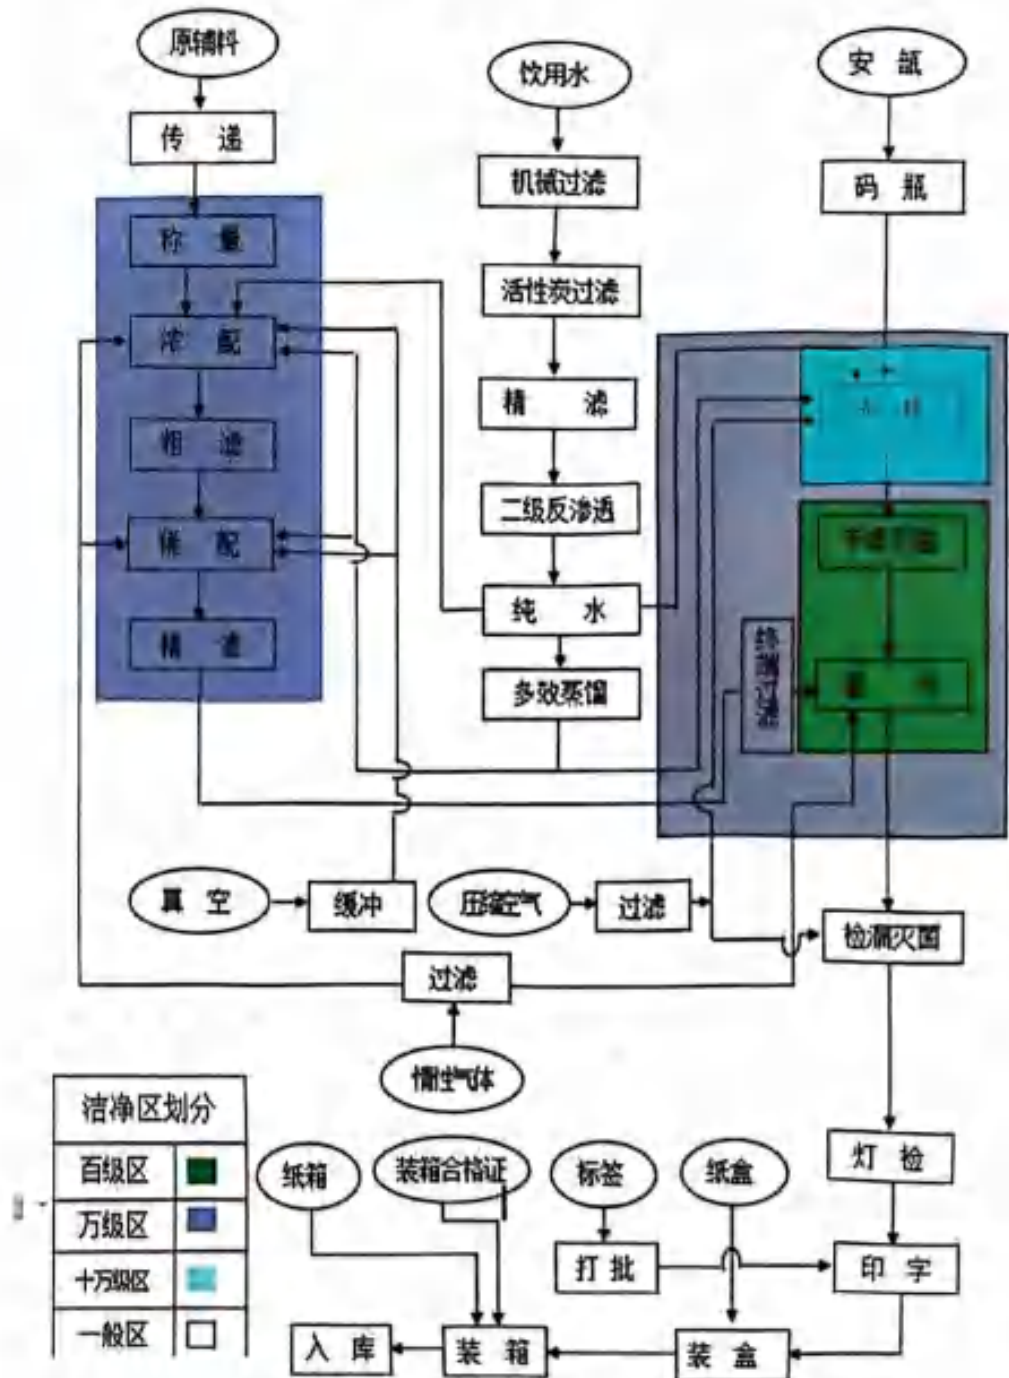 原辅料
饮用水
安瓿
传递
机械过滤
码瓶
称量
活性炭过滤
浓配
精滤
粗滤
二级反渗透
稀配
纯水
精滤
终端过滤
多效蒸馏
真空
缓冲
压缩空气
过滤
检漏灭菌
过滤
惰性气体
洁净区划分
百级区
万级区
十万级区
一般区
纸箱
装箱合格证
标签
纸盒
灯检
打批
印字
入库
装箱
装盒